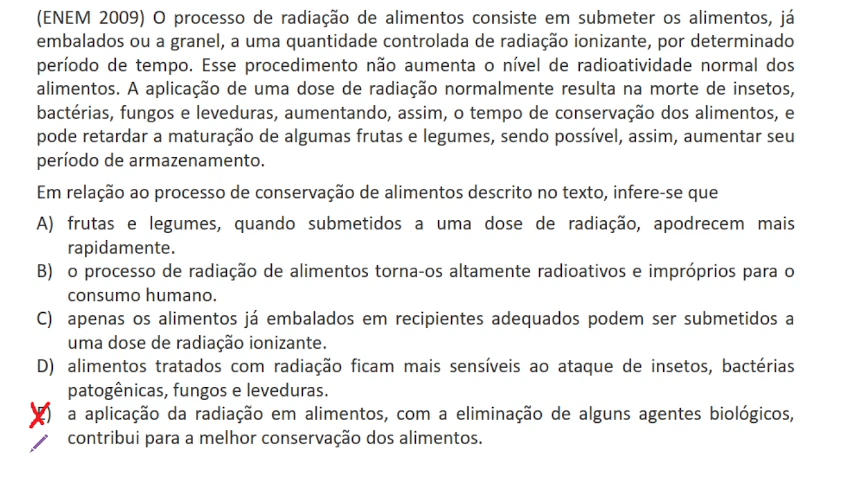 (ENEM 2009) O processo de radiação de alimentos consiste em submeter os alimentos, já
embalados ou a granel, a uma quantidade controlada de radiação ionizante, por determinado
período de tempo. Esse procedimento não aumenta o nível de radioatividade normal dos
alimentos. A aplicação de uma dose de radiação normalmente resulta na morte de insetos,
bactérias, fungos e leveduras, aumentando, assim, o tempo de conservação dos alimentos, e
pode retardar a maturação de algumas frutas e legumes, sendo possível, assim, aumentar seu
período de armazenamento.
Em relação ao processo de conservação de alimentos descrito no texto, infere-se que
A) frutas e legumes, quando submetidos a uma dose de radiação, apodrecem mais
rapidamente.
B) o processo de radiação de alimentos torna-os altamente radioativos e impróprios para o
consumo humano.
C) apenas os alimentos já embalados em recipientes adequados podem ser submetidos a
uma dose de radiação ionizante.
D) alimentos tratados com radiação ficam mais sensíveis ao ataque de insetos, bactérias
patogênicas, fungos e leveduras.
E) a aplicação da radiação em alimentos, com a eliminação de alguns agentes biológicos,
contribui para a melhor conservação dos alimentos.